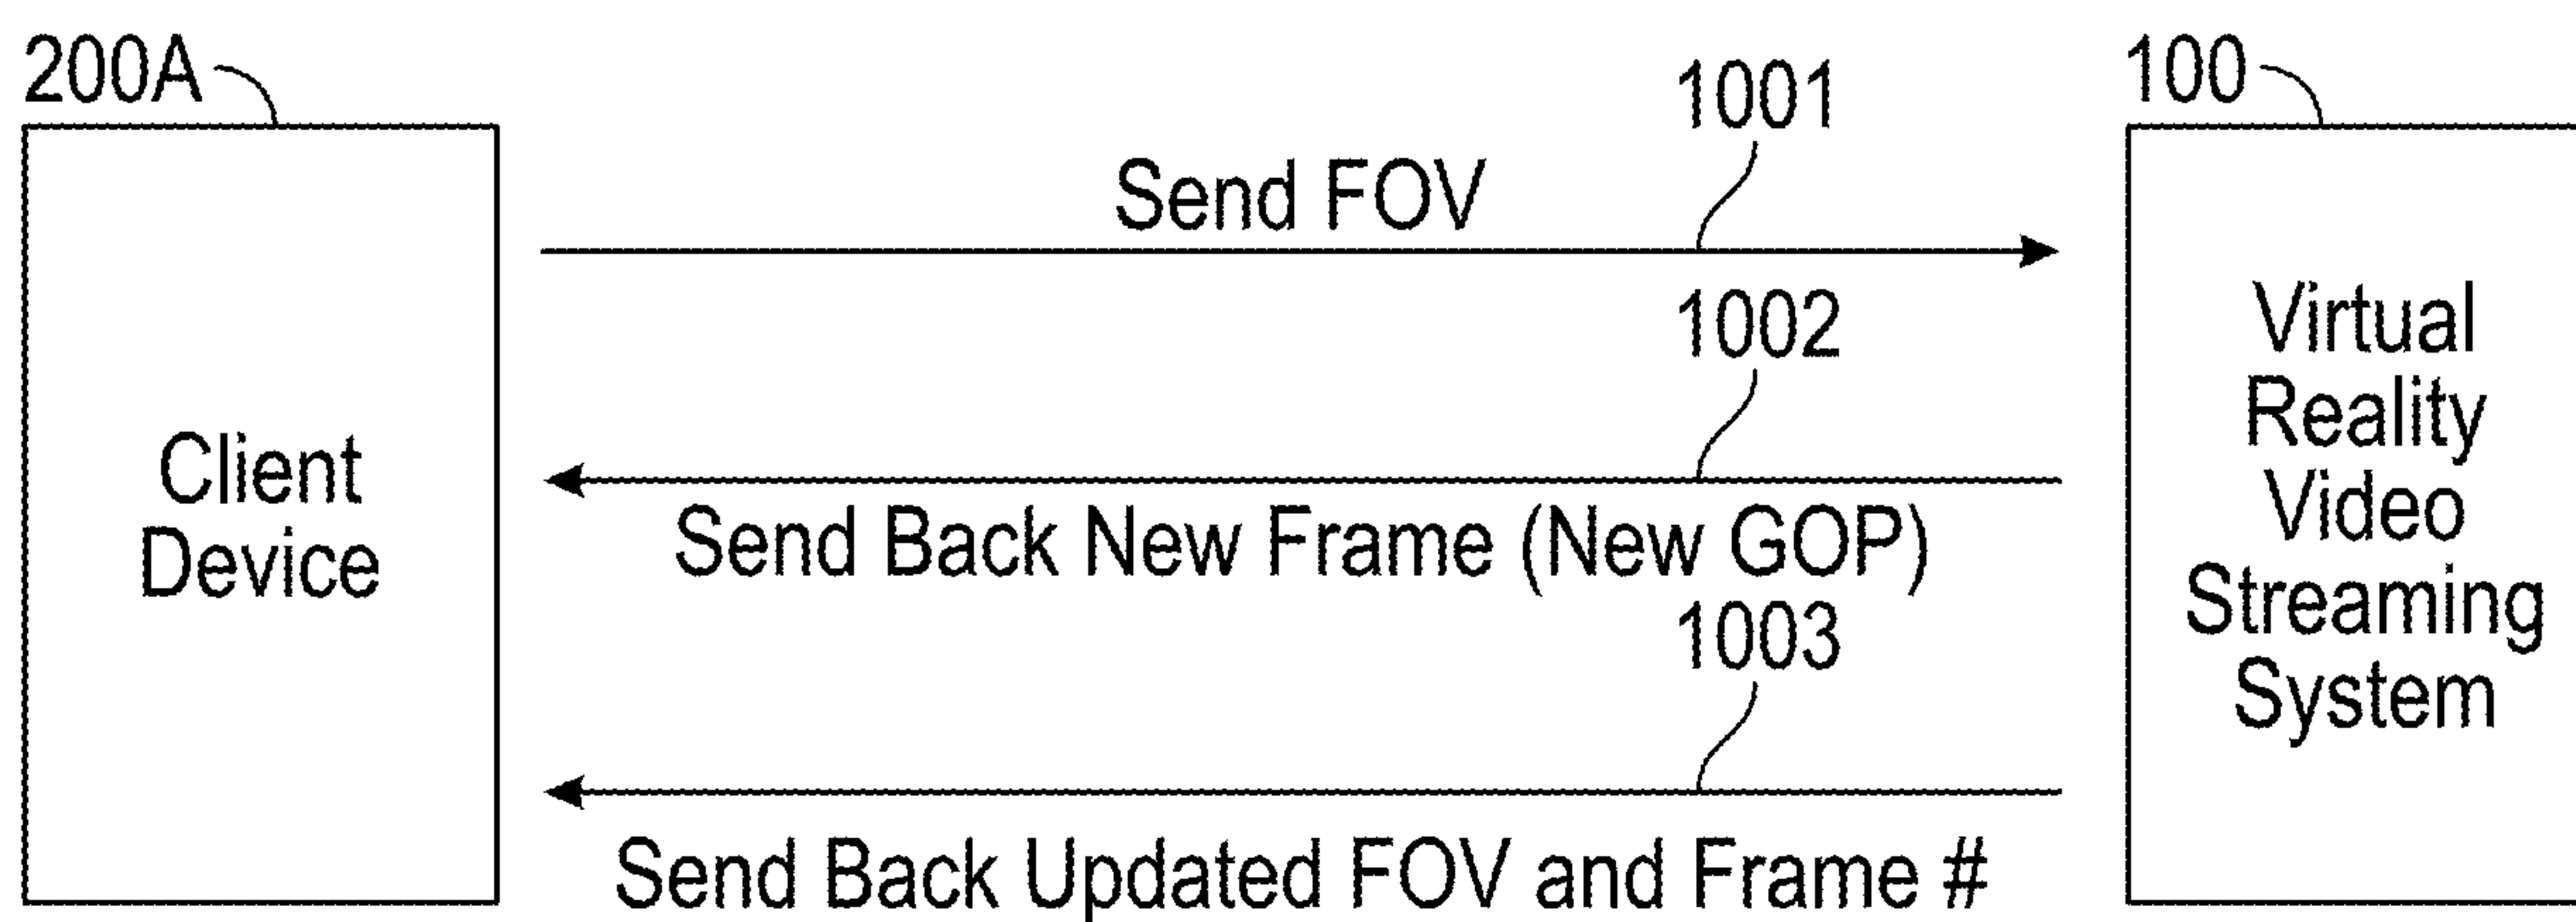 200A
100
1001
Send FOV
1002
Send Back New Frame (New GOP)
1003
Send Back Updated FOV and Frame #
Client
Device
Virtual
Reality
Video
Streaming
System